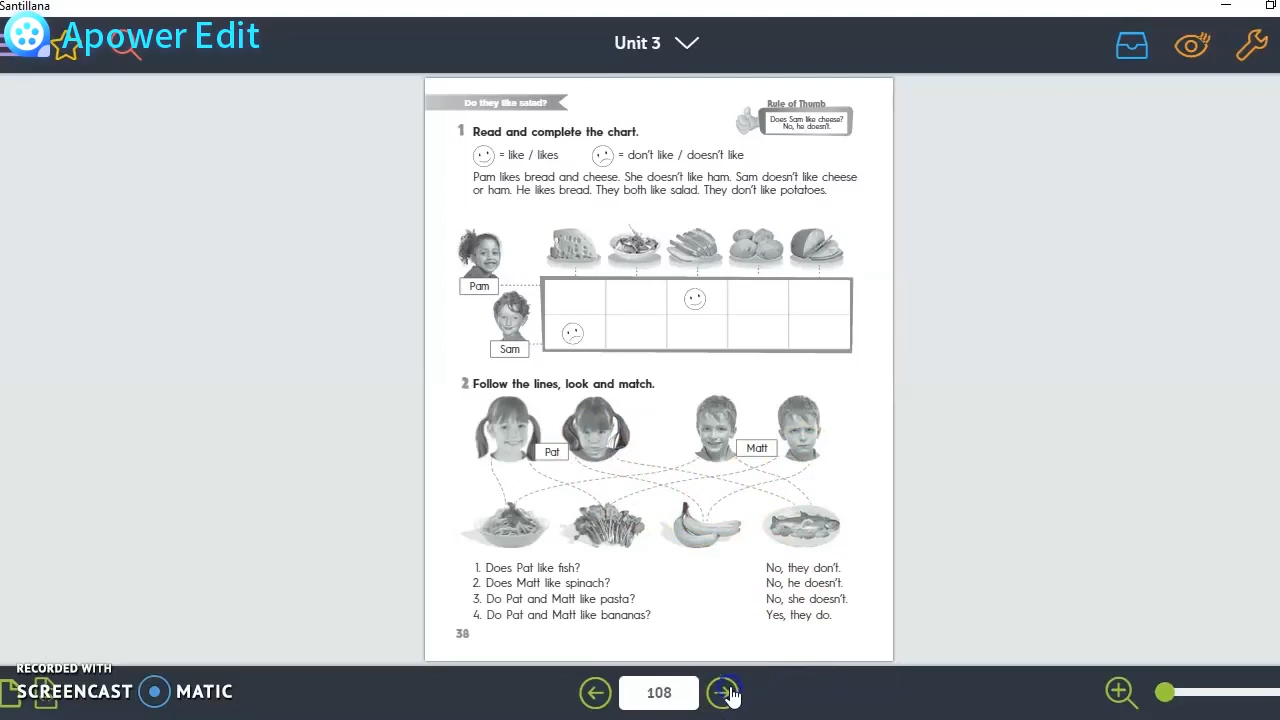 Santillana
Apower Edit
Unit 3
Do they like salad?
Rule of Thumb
Does Sam like cheese?
No, he doesn't.
1 Read and complete the chart.
= like / likes
= don't like / doesn't like
Pam likes bread and cheese. She doesn't like ham. Sam doesn't like cheese
or ham. He likes bread. They both like salad. They don't like potatoes.
Pam
Sam
2 Follow the lines, look and match.
Pat
Matt
1. Does Pat like fish?
No, they don't.
2. Does Matt like spinach?
No, he doesn't.
3. Do Pat and Matt like pasta?
No, she doesn't.
4. Do Pat and Matt like bananas?
Yes, they do.
38
RECORDED WITH
SCREENCAST MATIC
108